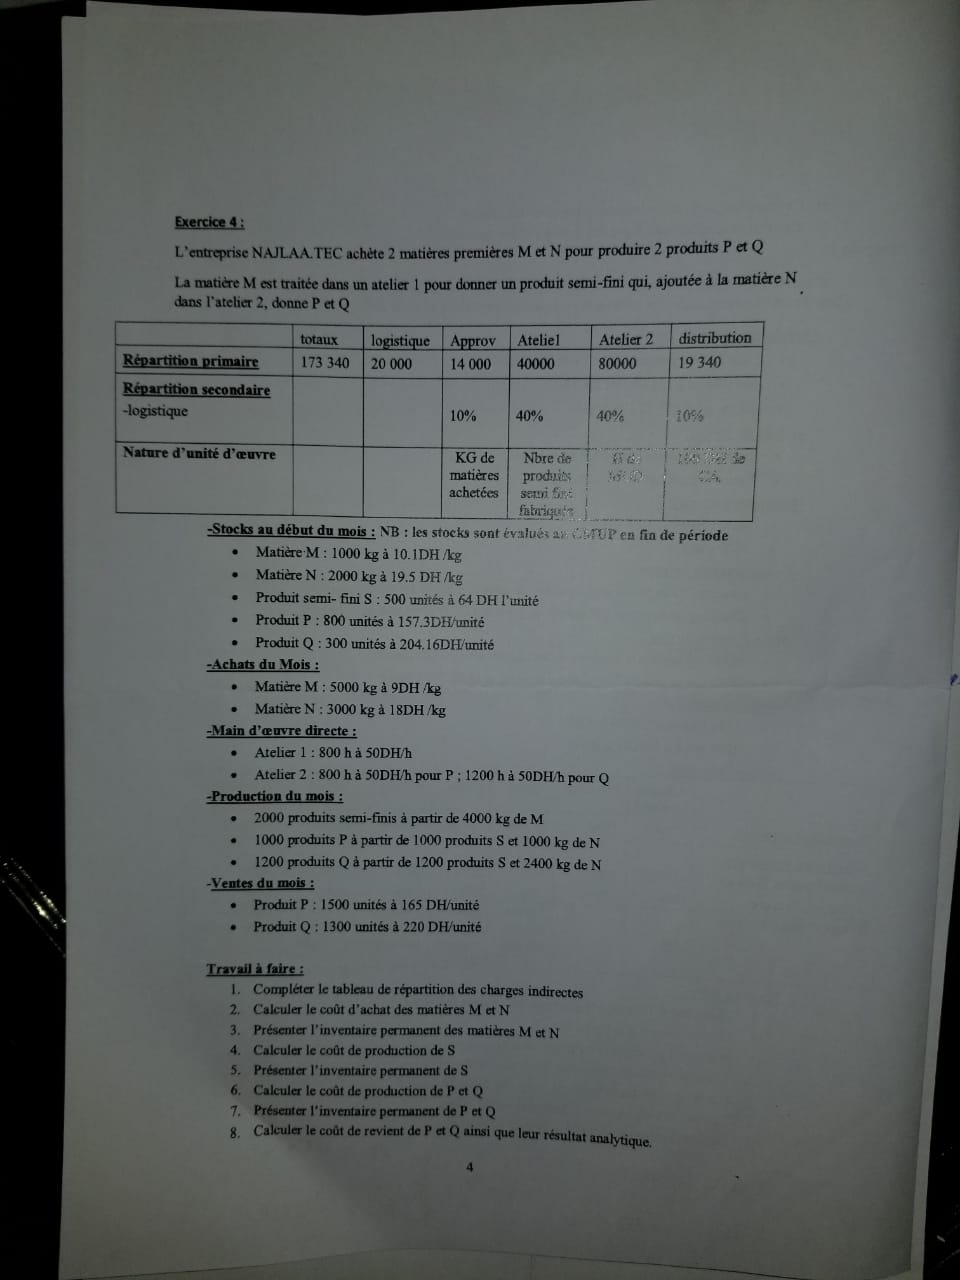 Exercice 4 :
L'entreprise NAJLAA.TEC achète 2 matières premières M et N pour produire 2 produits P et Q
La matière M est traitée dans un atelier 1 pour donner un produit semi-fini qui, ajoutée à la matière N
dans l'atelier 2, donne P et Q
totaux logistique Approv Atelie1 Atelier 2 distribution
Répartition primaire 173 340 20 000 14 000 40000 80000 19 340
Répartition secondaire
-logistique 10% 40% 40% 10%
Nature d'unité d'œuvre KG de Nbre de
matières produits
achetées semi fini
fabriqués
-Stocks au début du mois : NB : les stocks sont évalués au CMUP en fin de période
• Matière M : 1000 kg à 10.1DH /kg
• Matière N : 2000 kg à 19.5 DH /kg
• Produit semi- fini S : 500 unités à 64 DH l'unité
• Produit P : 800 unités à 157.3DH/unité
• Produit Q : 300 unités à 204.16DH/unité
-Achats du Mois :
• Matière M : 5000 kg à 9DH /kg
• Matière N : 3000 kg à 18DH /kg
-Main d'œuvre directe :
• Atelier 1 : 800 h à 50DH/h
• Atelier 2 : 800 h à 50DH/h pour P ; 1200 h à 50DH/h pour Q
-Production du mois :
• 2000 produits semi-finis à partir de 4000 kg de M
• 1000 produits P à partir de 1000 produits S et 1000 kg de N
• 1200 produits Q à partir de 1200 produits S et 2400 kg de N
-Ventes du mois :
• Produit P : 1500 unités à 165 DH/unité
• Produit Q : 1300 unités à 220 DH/unité
Travail à faire :
1. Compléter le tableau de répartition des charges indirectes
2. Calculer le coût d'achat des matières M et N
3. Présenter l'inventaire permanent des matières M et N
4. Calculer le coût de production de S
5. Présenter l'inventaire permanent de S
6. Calculer le coût de production de P et Q
7. Présenter l'inventaire permanent de P et Q
8. Calculer le coût de revient de P et Q ainsi que leur résultat analytique.
4